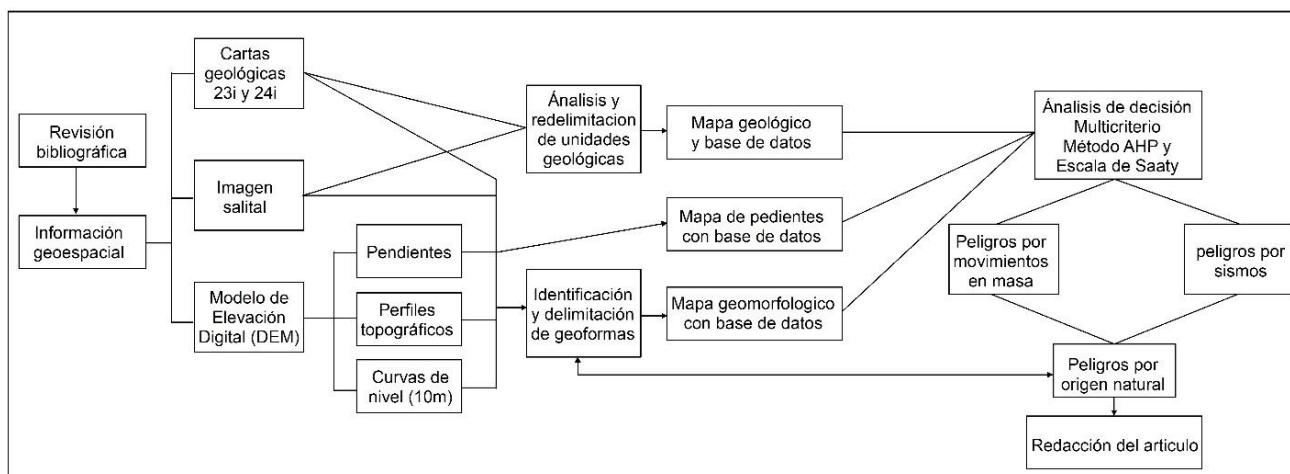 Revisión
bibliográfica
Información
geoespacial
Cartas
geológicas
23i y 24i
Imagen
salital
Modelo de
Elevación
Digital (DEM)
Pendientes
Perfiles
topográficos
Curvas de
nivel (10m)
Ánalisis y
redelimitacion
de unidades
geológicas
Identificación
y delimitación
de geoformas
Mapa geológico
y base de datos
Mapa de pedientes
con base de datos
Mapa geomorfologico
con base de datos
Ánalisis de decisión
Multicriterio
Método AHP y
Escala de Saaty
Peligros por
movimientos
en masa
peligros por
sismos
Peligros por
origen natural
Redacción del articulo